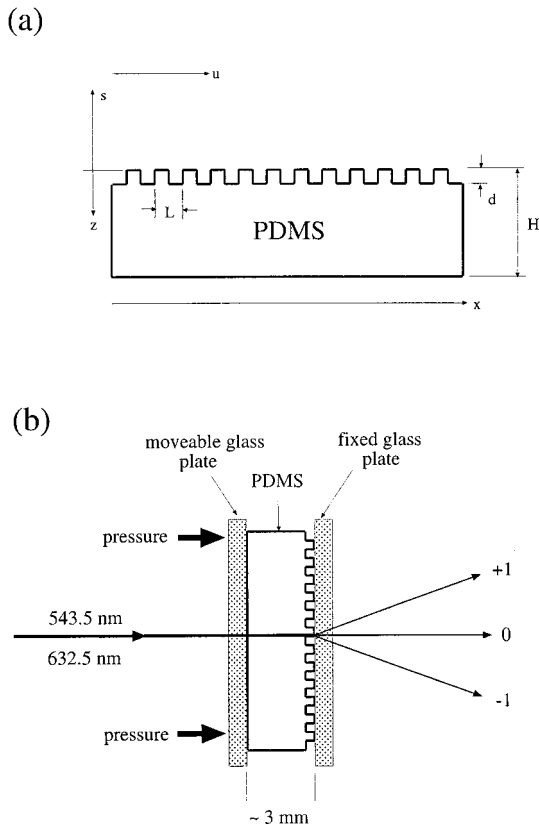 (a)
u
s
z
L
PDMS
d
H
x
(b)
moveable glass
plate
fixed glass
plate
PDMS
pressure
+1
543.5 nm
0
632.5 nm
-1
pressure
~ 3 mm